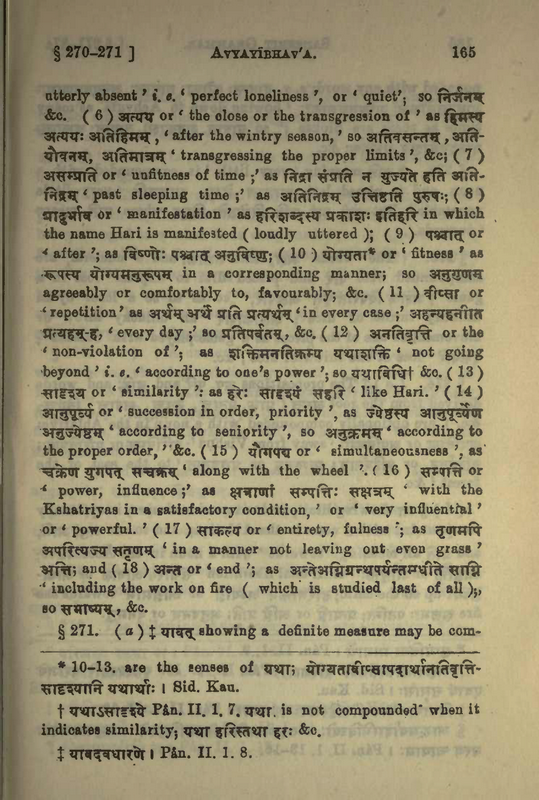 § 270-271 ] AVYAYÎBHAV'A. 165
utterly absent ' i. e. ' perfect loneliness ', or ' quiet'; so निर्जनम्
&c. ( 6 ) अत्यय or ' the close or the transgression of ' as हिमस्य
अत्ययः अतिहिमम् , ' after the wintry season, ' so अतिवसन्तम् , अति-
यौवनम्, अतिमात्रम् ' transgressing the proper limits ', &c; ( 7 )
असम्प्रति or ' unfitness of time ;' as निद्रा संप्रति न युज्यते इति अति-
निद्रम् ' past sleeping time ;' as अतिनिद्रम् उत्तिष्ठति पुरुषः; ( 8 )
प्रादुर्भाव or ' manifestation ' as हरिशब्दस्य प्रकाशः इतिहरि in which
the name Hari is manifested ( loudly uttered ); ( 9 ) पश्चात् or
' after '; as विष्णोः पश्चात् अनुविष्णु; ( 10 ) योग्यता* or ' fitness ' as
रूपस्य योग्यमनुरूपम् in a corresponding manner; so अनुगुणम्
agreeably or comfortably to, favourably; &c. ( 11 ) वीप्सा or
' repetition' as अर्थम् अर्थं प्रति प्रत्यर्थम् ' in every case ;' अहन्यहनीति
प्रत्यहम्-ह, ' every day ;' so प्रतिपर्वतम्, &c. ( 12 ) अनतिवृत्ति or the
' non-violation of '; as शक्तिमनतिक्रम्य यथाशक्ति ' not going
beyond ' i. e. ' according to one's power '; so यथाविधि† &c. ( 13 )
सादृश्य or ' similarity ': as हरेः सादृश्यं सहरि ' like Hari. ' ( 14 )
आनुपूर्व्य or ' succession in order, priority ', as ज्येष्ठस्य आनुपूर्व्येण
अनुज्येष्ठम् ' according to seniority ', so अनुक्रमम् ' according to
the proper order, ' &c. ( 15 ) यौगपद्य or ' simultaneousness ', as
चक्रेण युगपत् सचक्रम् ' along with the wheel '. ( 16 ) सम्पत्ति or
' power, influence ;' as क्षत्राणां सम्पत्तिः सक्षत्रम् ' with the
Kshatriyas in a satisfactory condition, ' or ' very influential '
or ' powerful. ' ( 17 ) साकल्य or ' entirety, fulness '; as तृणमपि
अपरित्यज्य सतृणम् ' in a manner not leaving out even grass '
अत्ति; and ( 18 ) अन्त or ' end '; as अन्तेअग्निग्रन्थपर्यन्तमधीते साग्नि
' including the work on fire ( which is studied last of all );,
so समाष्यम्, &c.
§ 271. ( a ) ‡ यावत् showing a definite measure may be com-
* 10-13. are the senses of यथा; योग्यतावीप्सापदार्थानतिवृत्ति-
सादृश्यानि यथार्थाः । Sid. Kau.
† यथाऽसादृश्ये Pân. II. 1. 7. यथा. is not compounded when it
indicates similarity; यथा हरिस्तथा हरः &c.
‡ यावदवधारणे । Pân. II. 1. 8.